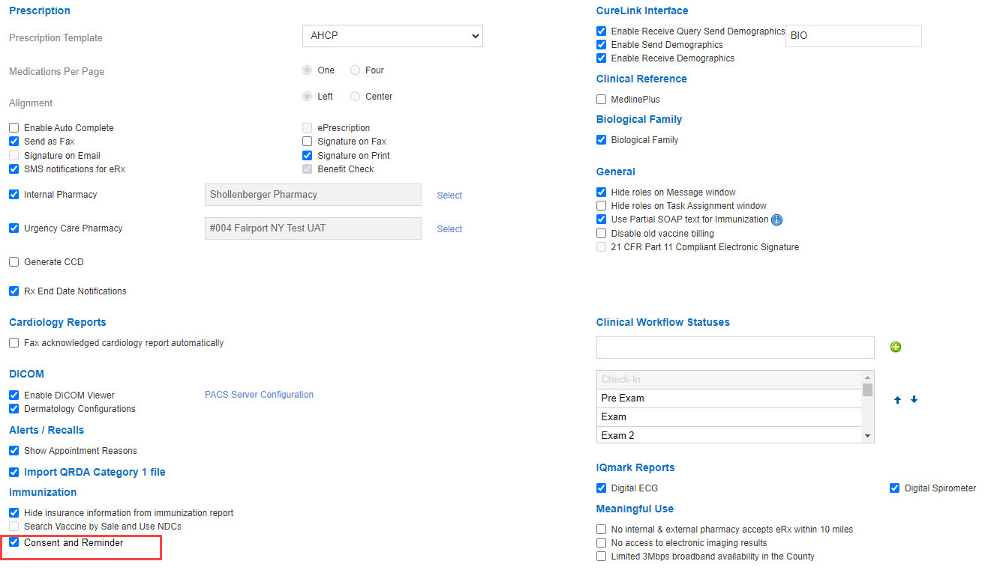 Prescription
Prescription Template
AHCP
Medications Per Page
One
Four
Alignment
Left
Center
Enable Auto Complete
ePrescription
Send as Fax
Signature on Fax
Signature on Email
Signature on Print
SMS notifications for eRx
Benefit Check
Internal Pharmacy
Shollenberger Pharmacy
Select
Urgency Care Pharmacy
#004 Fairport NY Test UAT
Select
Generate CCD
Rx End Date Notifications
Cardiology Reports
Fax acknowledged cardiology report automatically
DICOM
Enable DICOM Viewer
PACS Server Configuration
Dermatology Configurations
Alerts / Recalls
Show Appointment Reasons
Import QRDA Category 1 file
Immunization
Hide insurance information from immunization report
Search Vaccine by Sale and Use NDCs
Consent and Reminder
CureLink Interface
Enable Receive Query Send Demographics
BIO
Enable Send Demographics
Enable Receive Demographics
Clinical Reference
MedlinePlus
Biological Family
Biological Family
General
Hide roles on Message window
Hide roles on Task Assignment window
Use Partial SOAP text for Immunization
Disable old vaccine billing
21 CFR Part 11 Compliant Electronic Signature
Clinical Workflow Statuses
Check-In
Pre Exam
Exam
Exam 2
IQmark Reports
Digital ECG
Digital Spirometer
Meaningful Use
No internal & external pharmacy accepts eRx within 10 miles
No access to electronic imaging results
Limited 3Mbps broadband availability in the County